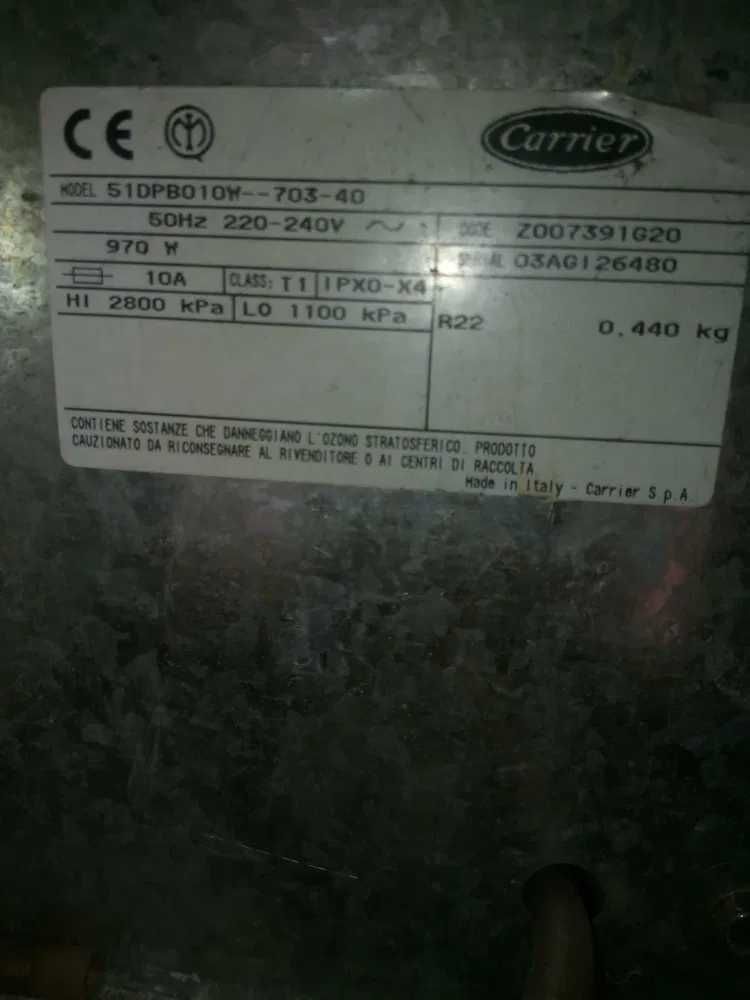 CE
Carrier
MODEL 51DPB010W--703-40
50Hz 220-240V ~
CODE Z007391G20
970 W
SERIAL 03AG126480
10A CLASS: T1 IPX0-X4
HI 2800 kPa LO 1100 kPa
R22 0.440 kg
CONTIENE SOSTANZE CHE DANNEGGIANO L'OZONO STRATOSFERICO. PRODOTTO
CAUZIONATO DA RICONSEGNARE AL RIVENDITORE O AI CENTRI DI RACCOLTA
Made in Italy - Carrier S.p.A.